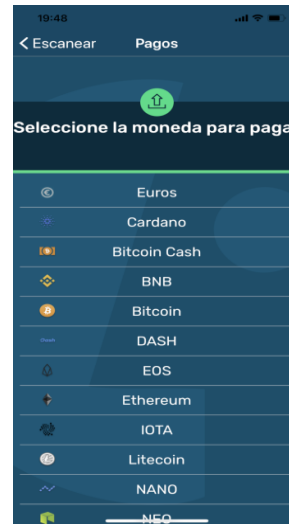 19:48
Escanear Pagos
Seleccione la moneda para paga
Euros
Cardano
Bitcoin Cash
BNB
Bitcoin
DASH
EOS
Ethereum
IOTA
Litecoin
NANO
NEO